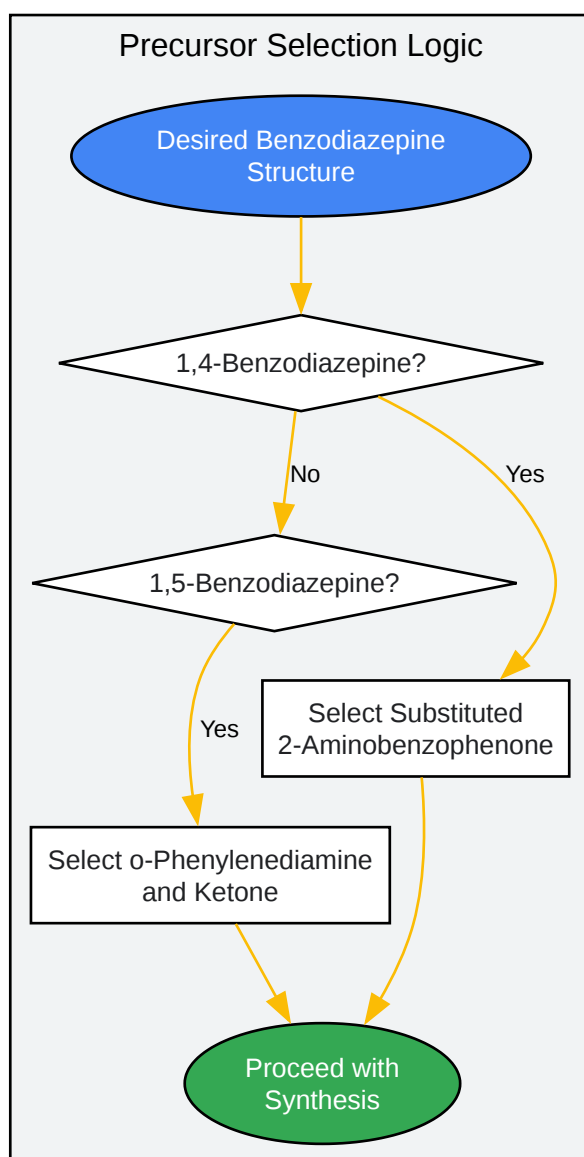 Precursor Selection Logic
Desired Benzodiazepine
Structure
1,4-Benzodiazepine?
No
Yes
1,5-Benzodiazepine?
Select Substituted
2-Aminobenzophenone
Yes
Select o-Phenylenediamine
and Ketone
Proceed with
Synthesis